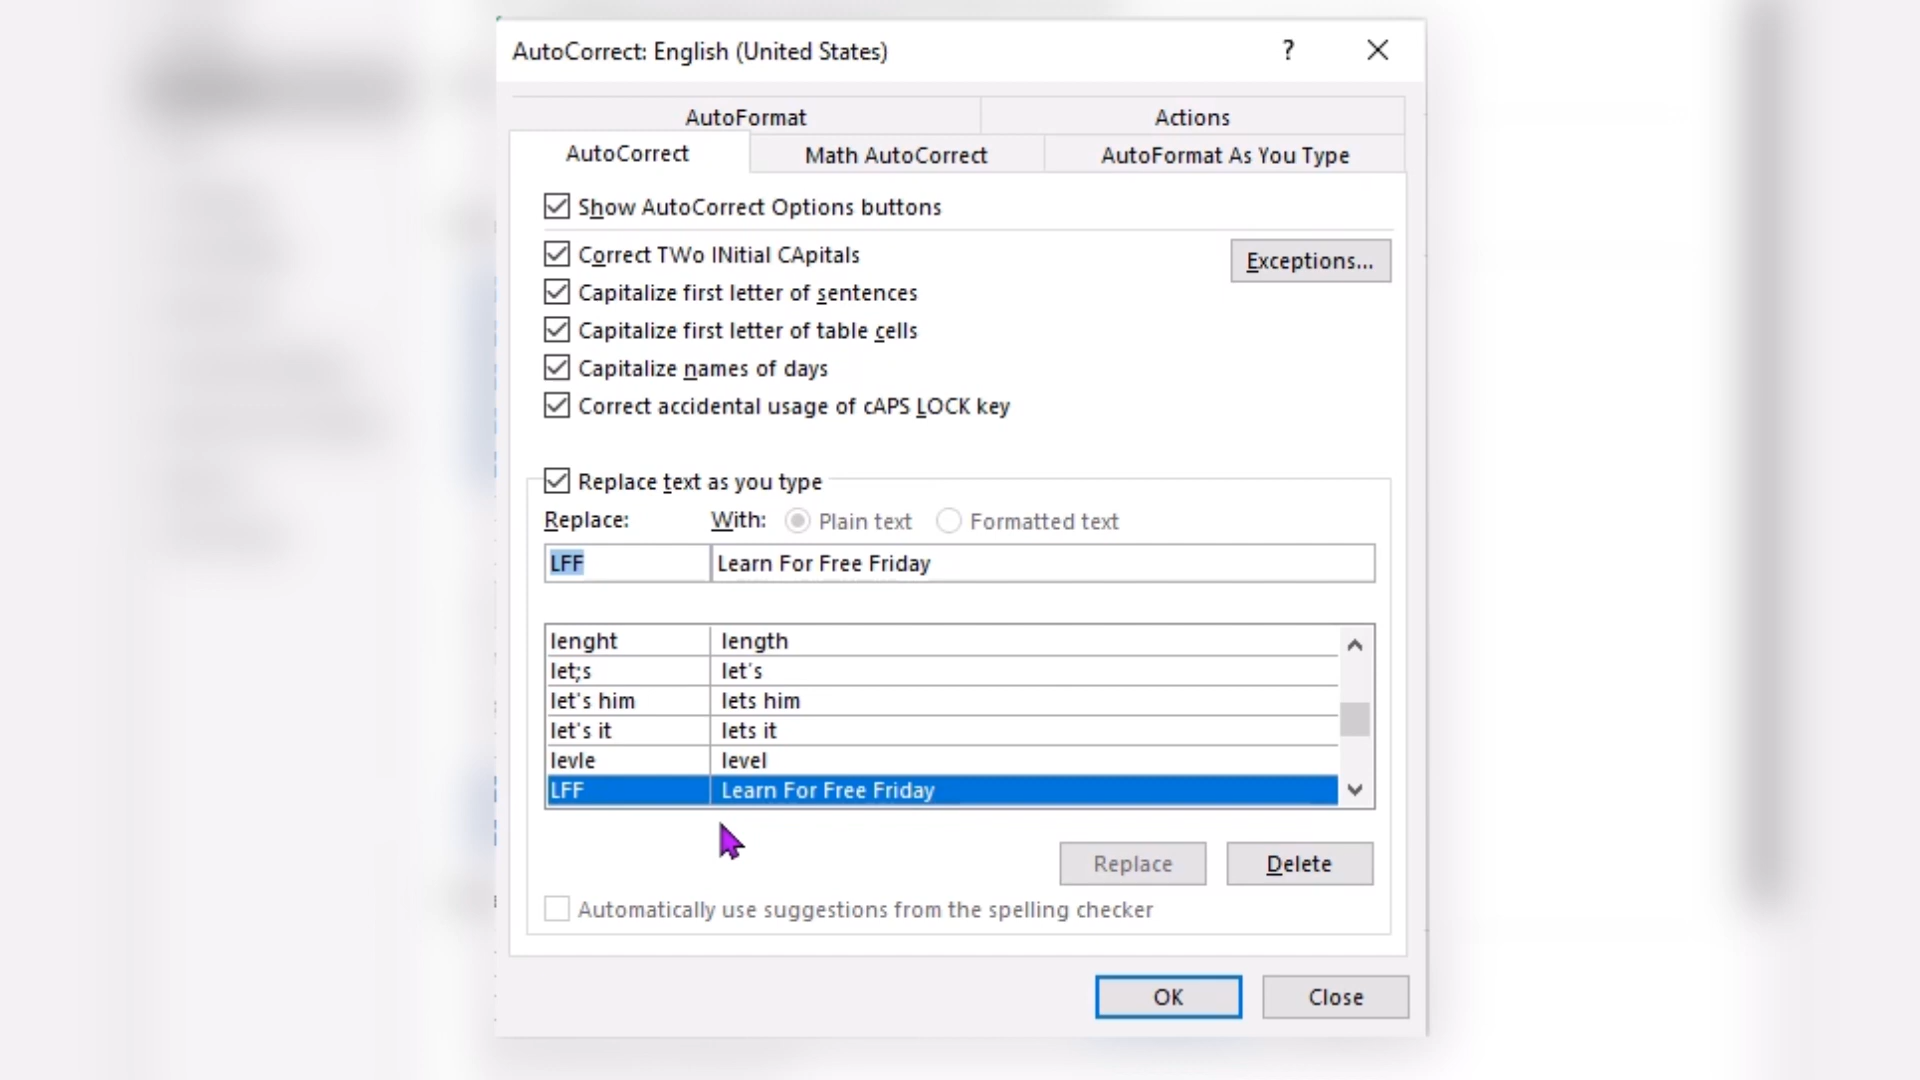 AutoCorrect: English (United States) ?
AutoFormat Actions
AutoCorrect Math AutoCorrect AutoFormat As You Type
Show AutoCorrect Options buttons
Correct TWo INitial CApitals Exceptions...
Capitalize first letter of sentences
Capitalize first letter of table cells
Capitalize names of days
Correct accidental usage of cAPS LOCK key
Replace text as you type
Replace: With: Plain text Formatted text
LFF Learn For Free Friday
lenght length
let;s let's
let's him lets him
let's it lets it
levle level
LFF Learn For Free Friday
Replace Delete
Automatically use suggestions from the spelling checker
OK Close